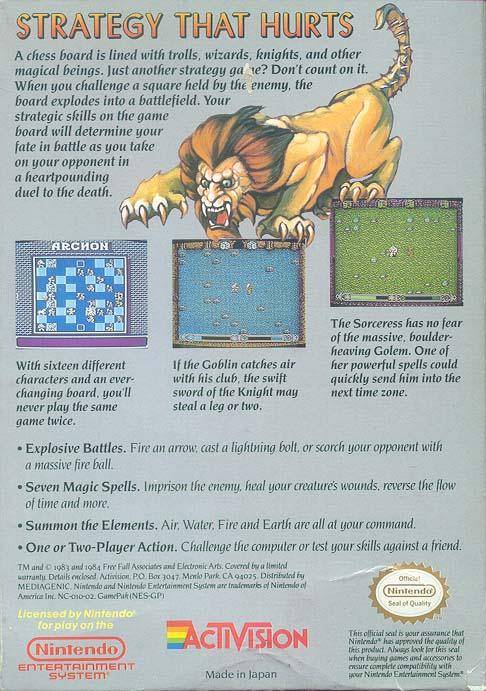 STRATEGY THAT HURTS
A chess board is lined with trolls, wizards, knights, and other
magical beings. Just another strategy game? Don't count on it.
When you challenge a square held by the enemy, the
board explodes into a battlefield. Your
strategic skills on the game
board will determine your
fate in battle as you take
on your opponent in
a heartpounding
duel to the death.
ARCHON
With sixteen different
characters and an ever-
changing board, you'll
never play the same
game twice.
If the Goblin catches air
with his club, the swift
sword of the Knight may
steal a leg or two.
The Sorceress has no fear
of the massive, boulder-
heaving Golem. One of
her powerful spells could
quickly send him into the
next time zone.
• Explosive Battles. Fire an arrow, cast a lightning bolt, or scorch your opponent with
a massive fire ball.
• Seven Magic Spells. Imprison the enemy, heal your creature's wounds, reverse the flow
of time and more.
• Summon the Elements. Air, Water, Fire and Earth are all at your command.
• One or Two-Player Action. Challenge the computer or test your skills against a friend.
TM and © 1983 and 1984 Free Fall Associates and Electronic Arts. Covered by a limited
warranty. Details enclosed. Activision, P.O. Box 3047, Menlo Park, CA 94025. Distributed by
MEDIAGENIC. Nintendo and Nintendo Entertainment System are trademarks of Nintendo of
America Inc. NC-010-02. GamePak (NES-GP)
Licensed by Nintendo®
for play on the
Nintendo®
ENTERTAINMENT
SYSTEM®
ACTIVISION
Made in Japan
Official
Nintendo
Seal of Quality
This official seal is your assurance that
Nintendo® has approved the quality of
this product. Always look for this seal
when buying games and accessories to
ensure complete compatibility with
your Nintendo Entertainment System®